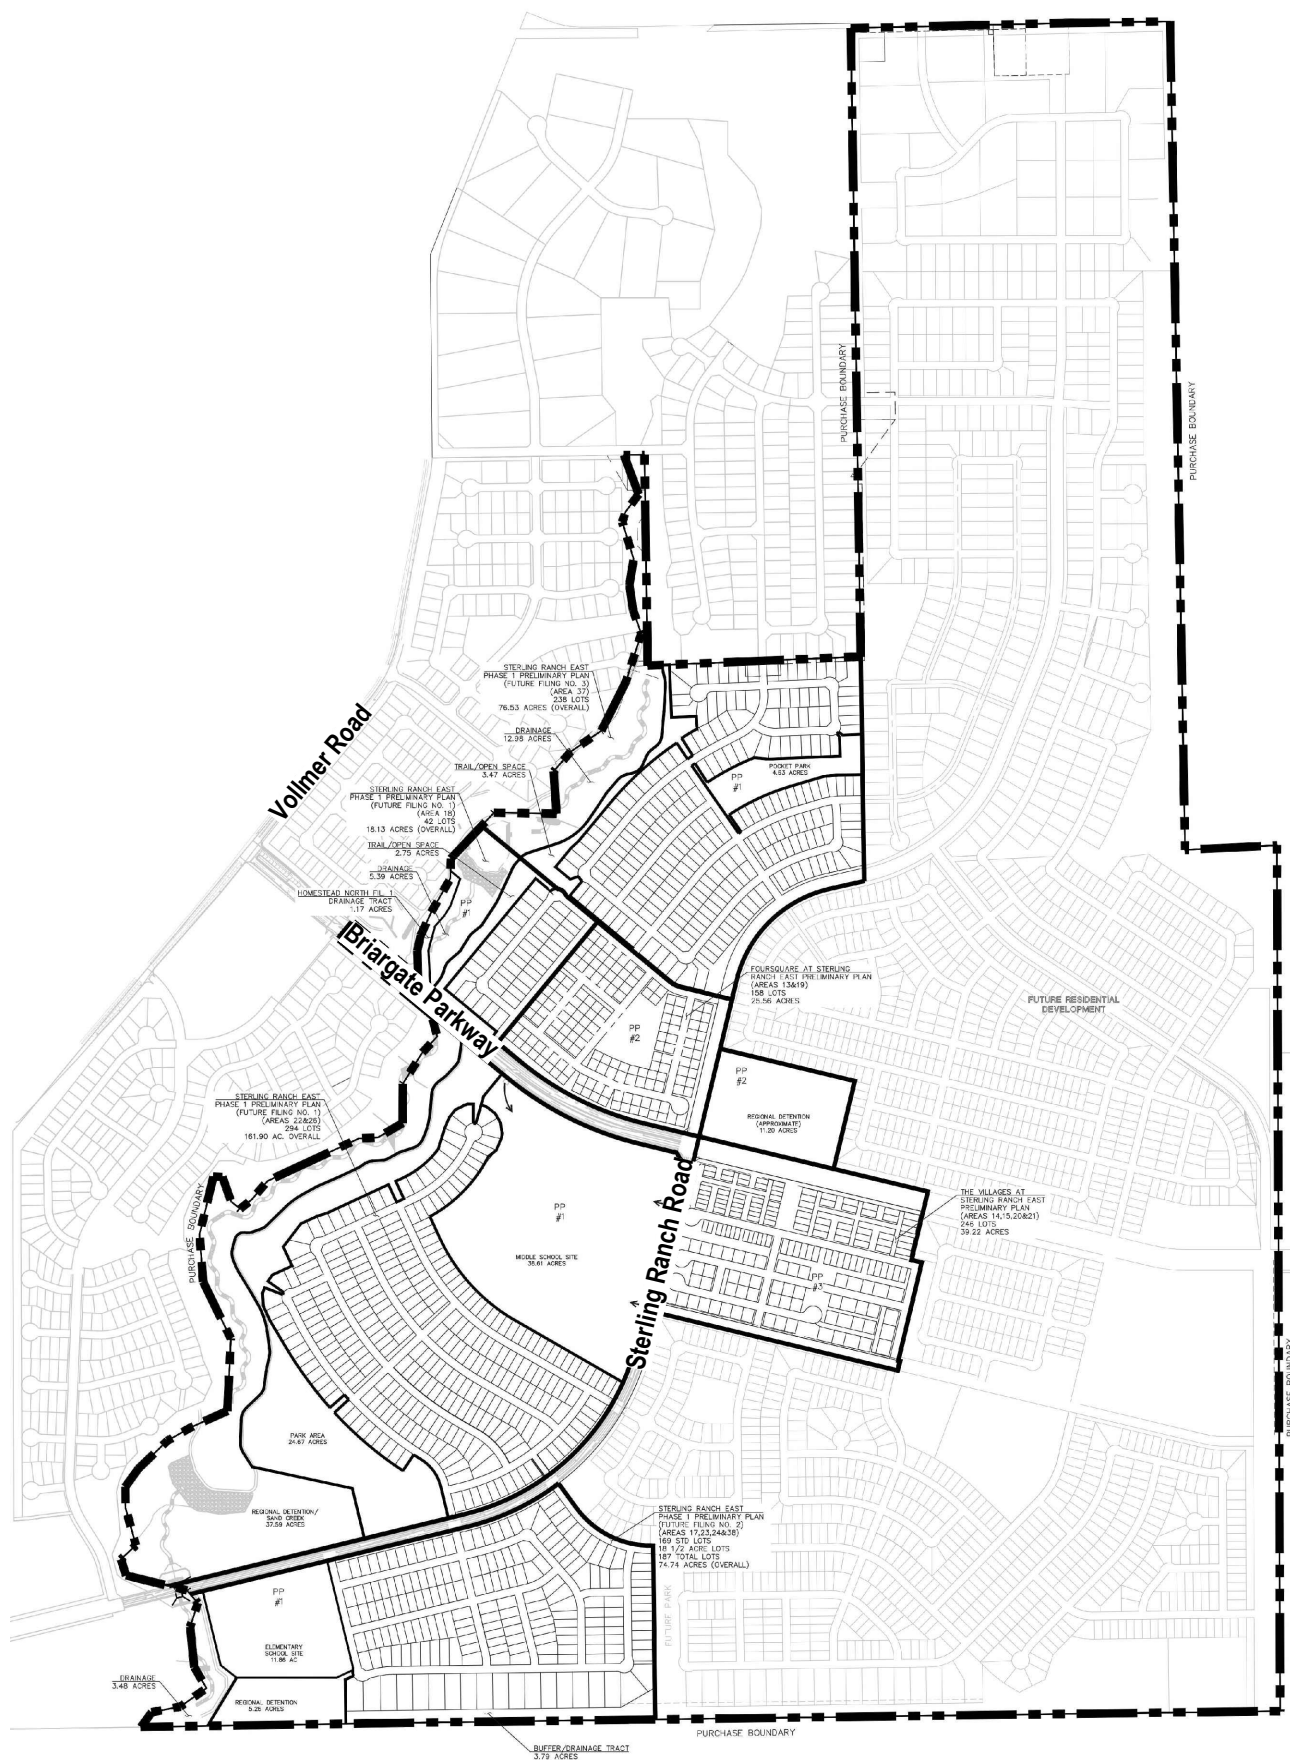 PURCHASE BOUNDARY
PURCHASE BOUNDARY
STERLING RANCH EAST
PHASE 1 PRELIMINARY PLAN
(FUTURE FILING NO. 3)
(AREA 37)
238 LOTS
76.53 ACRES (OVERALL)
DRAINAGE
12.98 ACRES
TRAIL/OPEN SPACE
3.47 ACRES
Vollmer Road
POCKET PARK
4.53 ACRES
PP
#1
STERLING RANCH EAST
PHASE 1 PRELIMINARY PLAN
(FUTURE FILING NO. 1)
(AREA 18)
42 LOTS
18.13 ACRES (OVERALL)
TRAIL/OPEN SPACE
2.75 ACRES
DRAINAGE
5.39 ACRES
HOMESTEAD NORTH FIL. 1
DRAINAGE TRACT
1.17 ACRES
PP
#1
Briargate Parkway
FOURSQUARE AT STERLING
RANCH EAST PRELIMINARY PLAN
(AREAS 13&19)
158 LOTS
25.56 ACRES
FUTURE RESIDENTIAL
DEVELOPMENT
PP
#2
PP
#2
REGIONAL DETENTION
(APPROXIMATE)
11.20 ACRES
STERLING RANCH EAST
PHASE 1 PRELIMINARY PLAN
(FUTURE FILING NO. 1)
(AREAS 22&26)
294 LOTS
161.90 AC. OVERALL
PURCHASE BOUNDARY
PP
#1
MIDDLE SCHOOL SITE
38.61 ACRES
Sterling Ranch Road
THE VILLAGES AT
STERLING RANCH EAST
PRELIMINARY PLAN
(AREAS 14,15,20&21)
246 LOTS
39.22 ACRES
PP
#3
PURCHASE BOUNDARY
PARK AREA
24.67 ACRES
REGIONAL DETENTION/
SAND CREEK
37.59 ACRES
STERLING RANCH EAST
PHASE 1 PRELIMINARY PLAN
(FUTURE FILING NO. 2)
(AREAS 17,23,24&38)
169 STD LOTS
18 1/2 ACRE LOTS
187 TOTAL LOTS
74.74 ACRES (OVERALL)
PP
#1
FUTURE PARK
ELEMENTARY
SCHOOL SITE
11.86 AC
DRAINAGE
3.48 ACRES
REGIONAL DETENTION
5.26 ACRES
PURCHASE BOUNDARY
BUFFER/DRAINAGE TRACT
3.79 ACRES